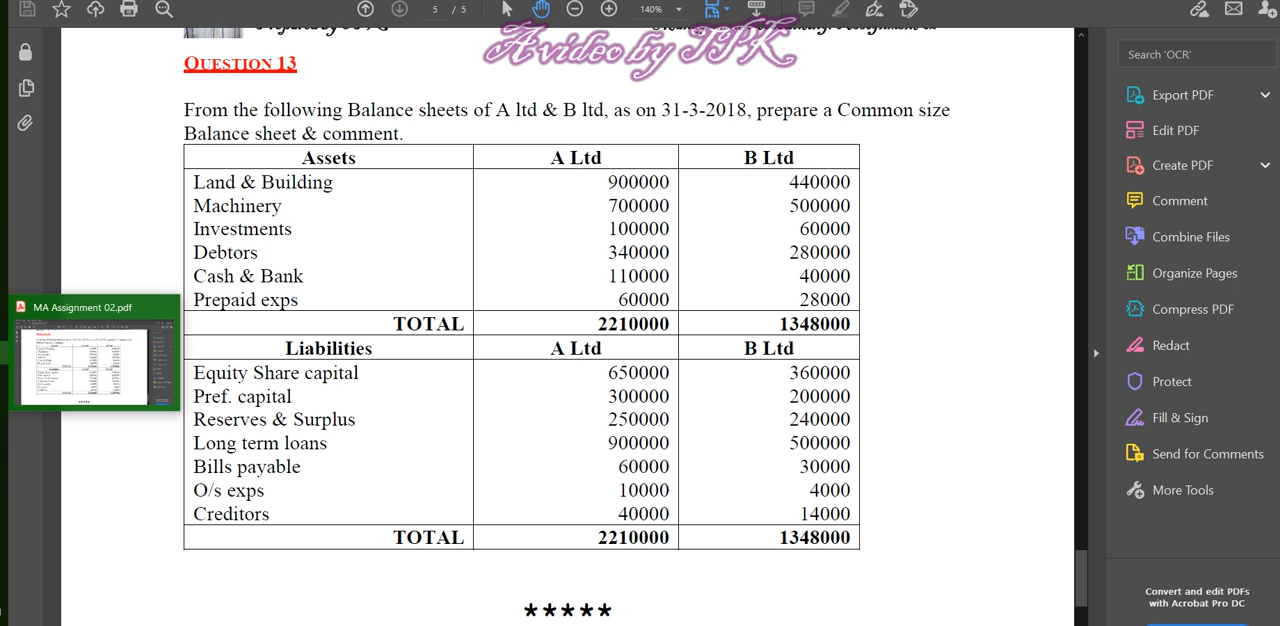 5 / 5
140%
A video by JJK
QUESTION 13
From the following Balance sheets of A ltd & B ltd, as on 31-3-2018, prepare a Common size
Balance sheet & comment.
Assets A Ltd B Ltd
Land & Building 900000 440000
Machinery 700000 500000
Investments 100000 60000
Debtors 340000 280000
Cash & Bank 110000 40000
Prepaid exps 60000 28000
TOTAL 2210000 1348000
Liabilities A Ltd B Ltd
Equity Share capital 650000 360000
Pref. capital 300000 200000
Reserves & Surplus 250000 240000
Long term loans 900000 500000
Bills payable 60000 30000
O/s exps 10000 4000
Creditors 40000 14000
TOTAL 2210000 1348000
*****
MA Assignment 02.pdf
Search 'OCR'
Export PDF
Edit PDF
Create PDF
Comment
Combine Files
Organize Pages
Compress PDF
Redact
Protect
Fill & Sign
Send for Comments
More Tools
Convert and edit PDFs
with Acrobat Pro DC